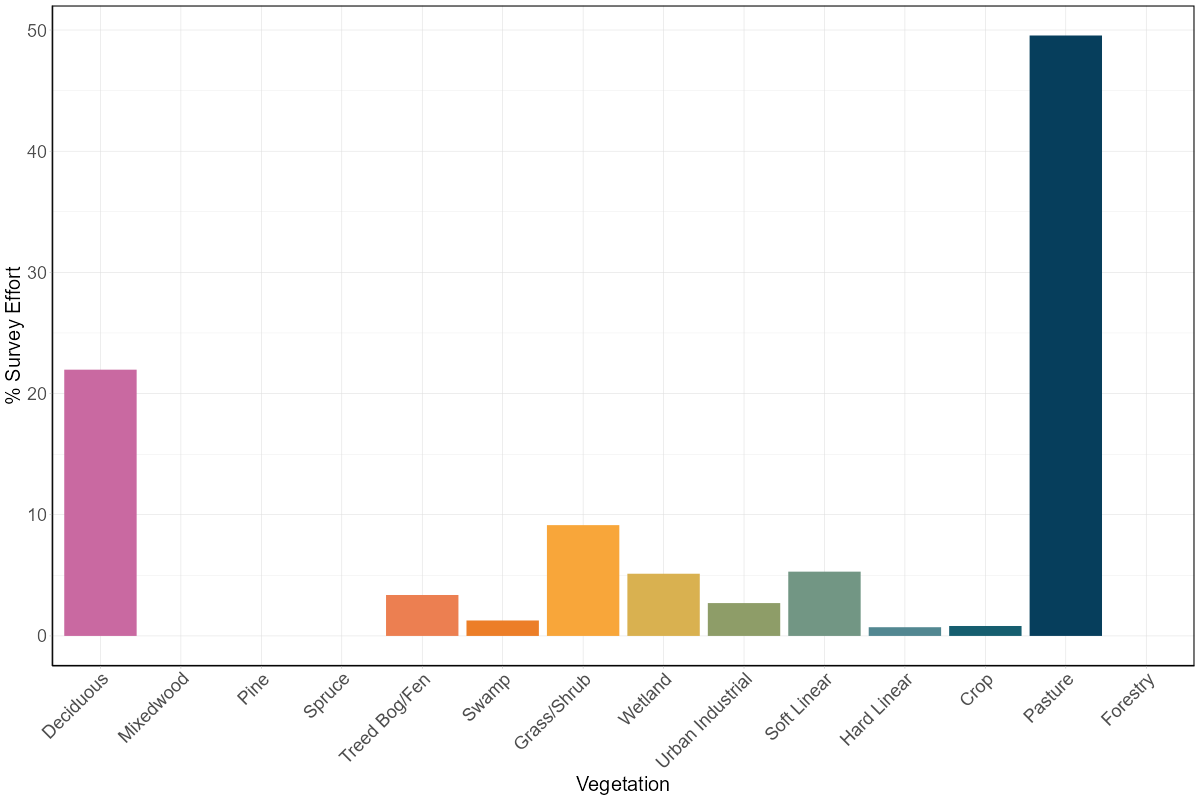 % Survey Effort
50
40
30
20
10
0
Deciduous
Mixedwood
Pine
Spruce
Treed Bog/Fen
Swamp
Grass/Shrub
Wetland
Urban Industrial
Soft Linear
Hard Linear
Crop
Pasture
Forestry
Vegetation